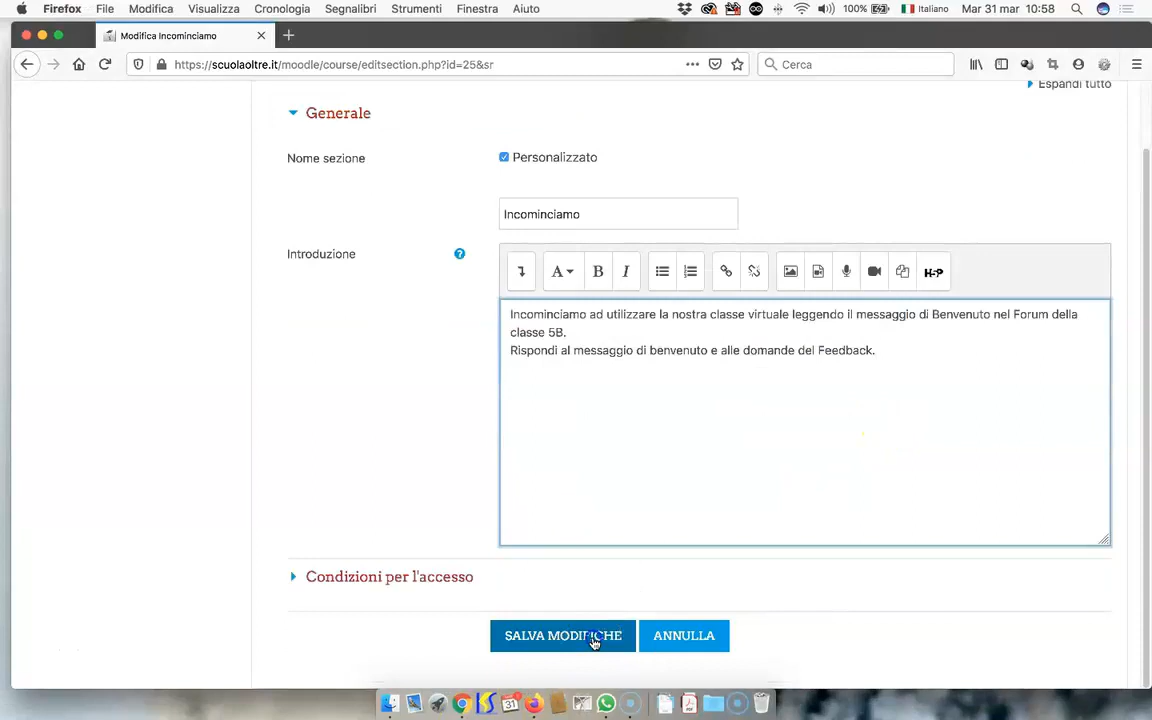 Firefox File Modifica Visualizza Cronologia Segnalibri Strumenti Finestra Aiuto 100% Italiano Mar 31 mar 10:58
Modifica Incominciamo
https://scuolaoltre.it/moodle/course/editsection.php?id=25&sr
Cerca
Espandi tutto
Generale
Nome sezione
Personalizzato
Incominciamo
Introduzione
A B I H-P
Incominciamo ad utilizzare la nostra classe virtuale leggendo il messaggio di Benvenuto nel Forum della
classe 5B.
Rispondi al messaggio di benvenuto e alle domande del Feedback.
Condizioni per l'accesso
SALVA MODIFICHE ANNULLA
31